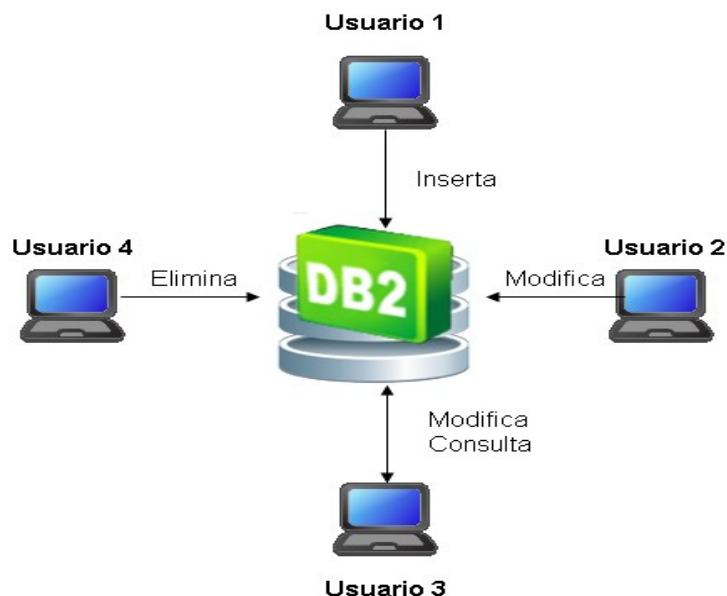 Usuario 1
Inserta
Usuario 4
Elimina
DB2
Modifica
Usuario 2
Modifica
Consulta
Usuario 3